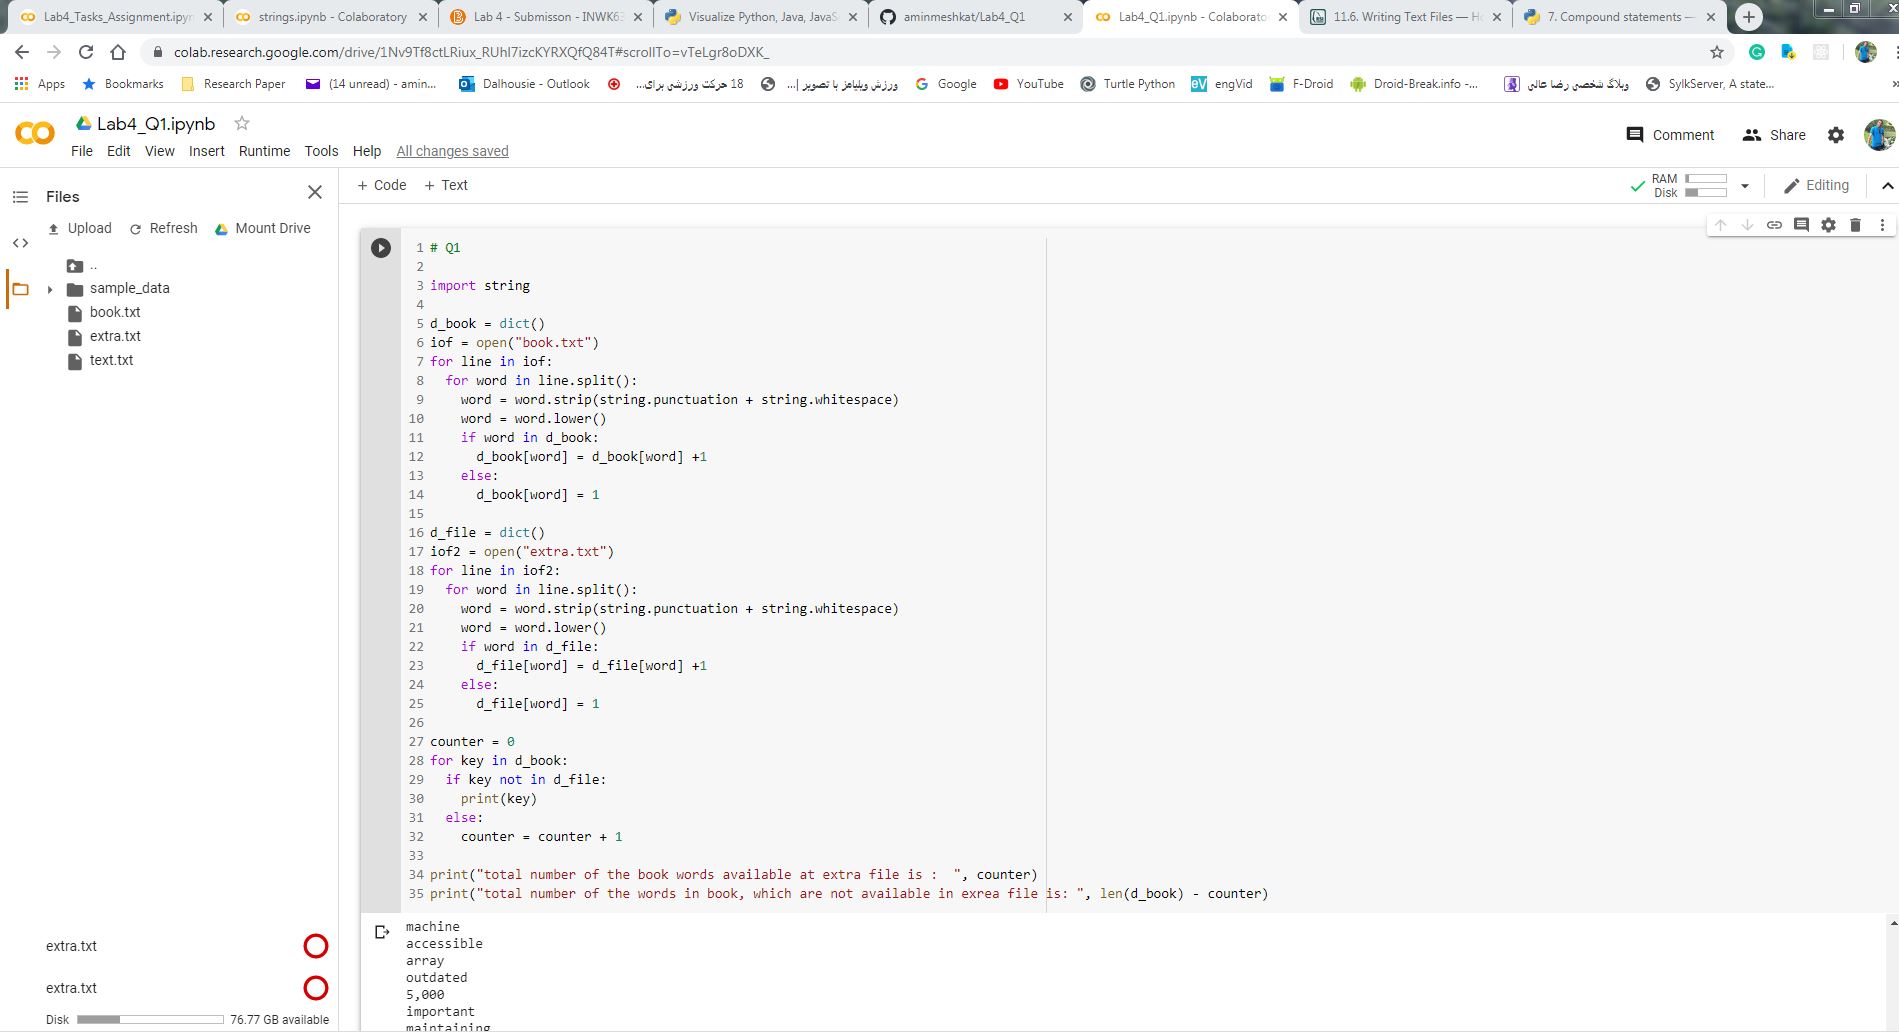 Lab4_Tasks_Assignment.ipyn
strings.ipynb - Colaboratory
Lab 4 - Submisson - INWK63
Visualize Python, Java, JavaS
aminmeshkat/Lab4_Q1
Lab4_Q1.ipynb - Colaborato
11.6. Writing Text Files — Ho
7. Compound statements —
colab.research.google.com/drive/1Nv9Tf8ctLRiux_RUhI7izcKYRXQfQ84T#scrollTo=vTeLgr8oDXK_
Apps
Bookmarks
Research Paper
(14 unread) - amin...
Dalhousie - Outlook
18 حرکت ورزشی برای...
ورزش ویلیامز با تصویر |...
Google
YouTube
Turtle Python
engVid
F-Droid
Droid-Break.info -...
وبلاگ شخصی رضا عالی
SylkServer, A state...
Lab4_Q1.ipynb
File Edit View Insert Runtime Tools Help All changes saved
Comment
Share
Files
Upload Refresh Mount Drive
..
sample_data
book.txt
extra.txt
text.txt
+ Code + Text
RAM
Disk
Editing
1 # Q1
2
3 import string
4
5 d_book = dict()
6 iof = open("book.txt")
7 for line in iof:
8   for word in line.split():
9     word = word.strip(string.punctuation + string.whitespace)
10     word = word.lower()
11     if word in d_book:
12       d_book[word] = d_book[word] +1
13     else:
14       d_book[word] = 1
15
16 d_file = dict()
17 iof2 = open("extra.txt")
18 for line in iof2:
19   for word in line.split():
20     word = word.strip(string.punctuation + string.whitespace)
21     word = word.lower()
22     if word in d_file:
23       d_file[word] = d_file[word] +1
24     else:
25       d_file[word] = 1
26
27 counter = 0
28 for key in d_book:
29   if key not in d_file:
30     print(key)
31   else:
32     counter = counter + 1
33
34 print("total number of the book words available at extra file is :  ", counter)
35 print("total number of the words in book, which are not available in exrea file is: ", len(d_book) - counter)
machine
accessible
array
outdated
5,000
important
maintaining
extra.txt
extra.txt
Disk 76.77 GB available